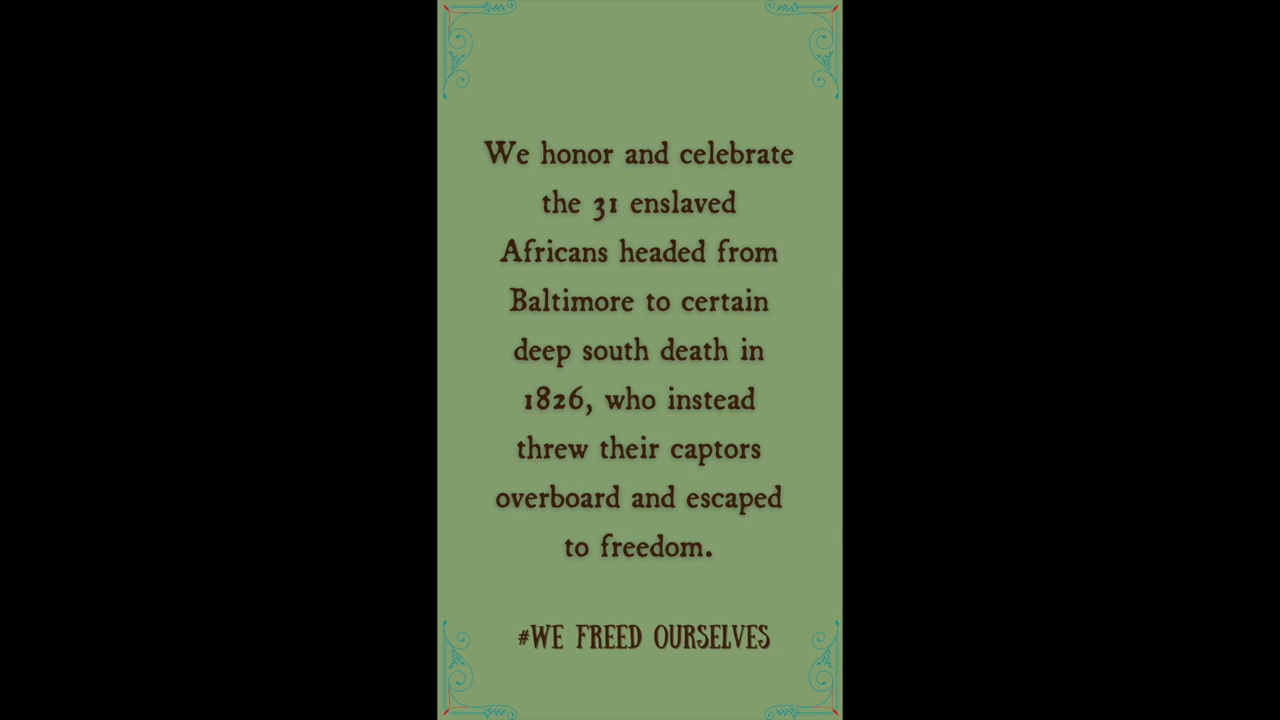 We honor and celebrate
the 31 enslaved
Africans headed from
Baltimore to certain
deep south death in
1826, who instead
threw their captors
overboard and escaped
to freedom.
#WE FREED OURSELVES